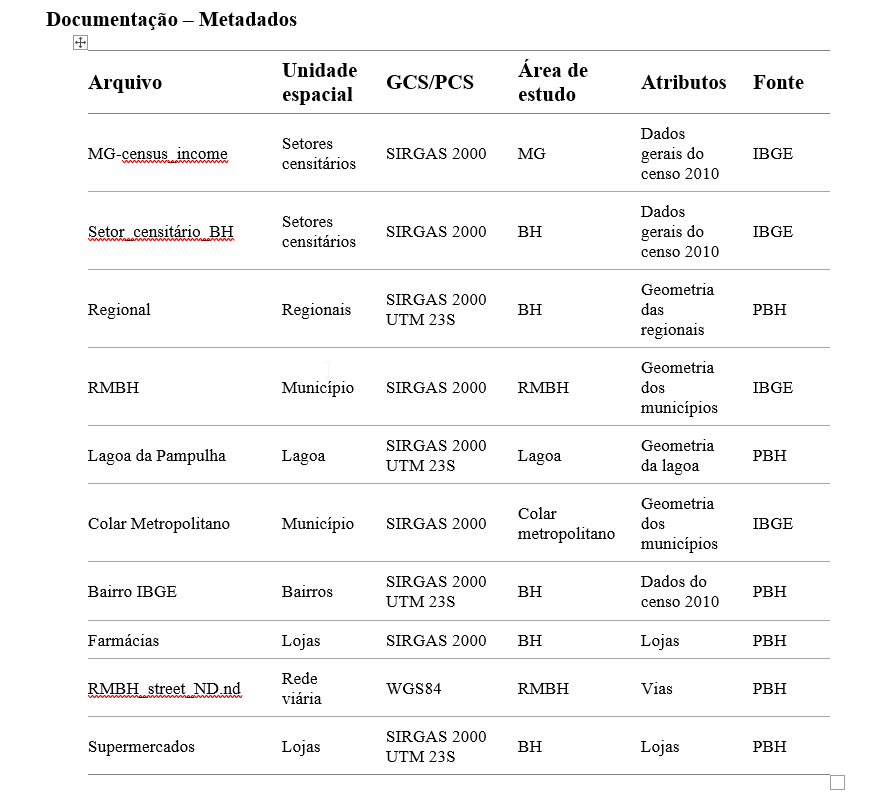 Documentação – Metadados
Arquivo Unidade espacial GCS/PCS Área de estudo Atributos Fonte
MG-census_income Setores censitários SIRGAS 2000 MG Dados gerais do censo 2010 IBGE
Setor_censitário_BH Setores censitários SIRGAS 2000 BH Dados gerais do censo 2010 IBGE
Regional Regionais SIRGAS 2000 UTM 23S BH Geometria das regionais PBH
RMBH Município SIRGAS 2000 RMBH Geometria dos municípios IBGE
Lagoa da Pampulha Lagoa SIRGAS 2000 UTM 23S Lagoa Geometria da lagoa PBH
Colar Metropolitano Município SIRGAS 2000 Colar metropolitano Geometria dos municípios IBGE
Bairro IBGE Bairros SIRGAS 2000 UTM 23S BH Dados do censo 2010 PBH
Farmácias Lojas SIRGAS 2000 BH Lojas PBH
RMBH_street_ND.nd Rede viária WGS84 RMBH Vias PBH
Supermercados Lojas SIRGAS 2000 UTM 23S BH Lojas PBH